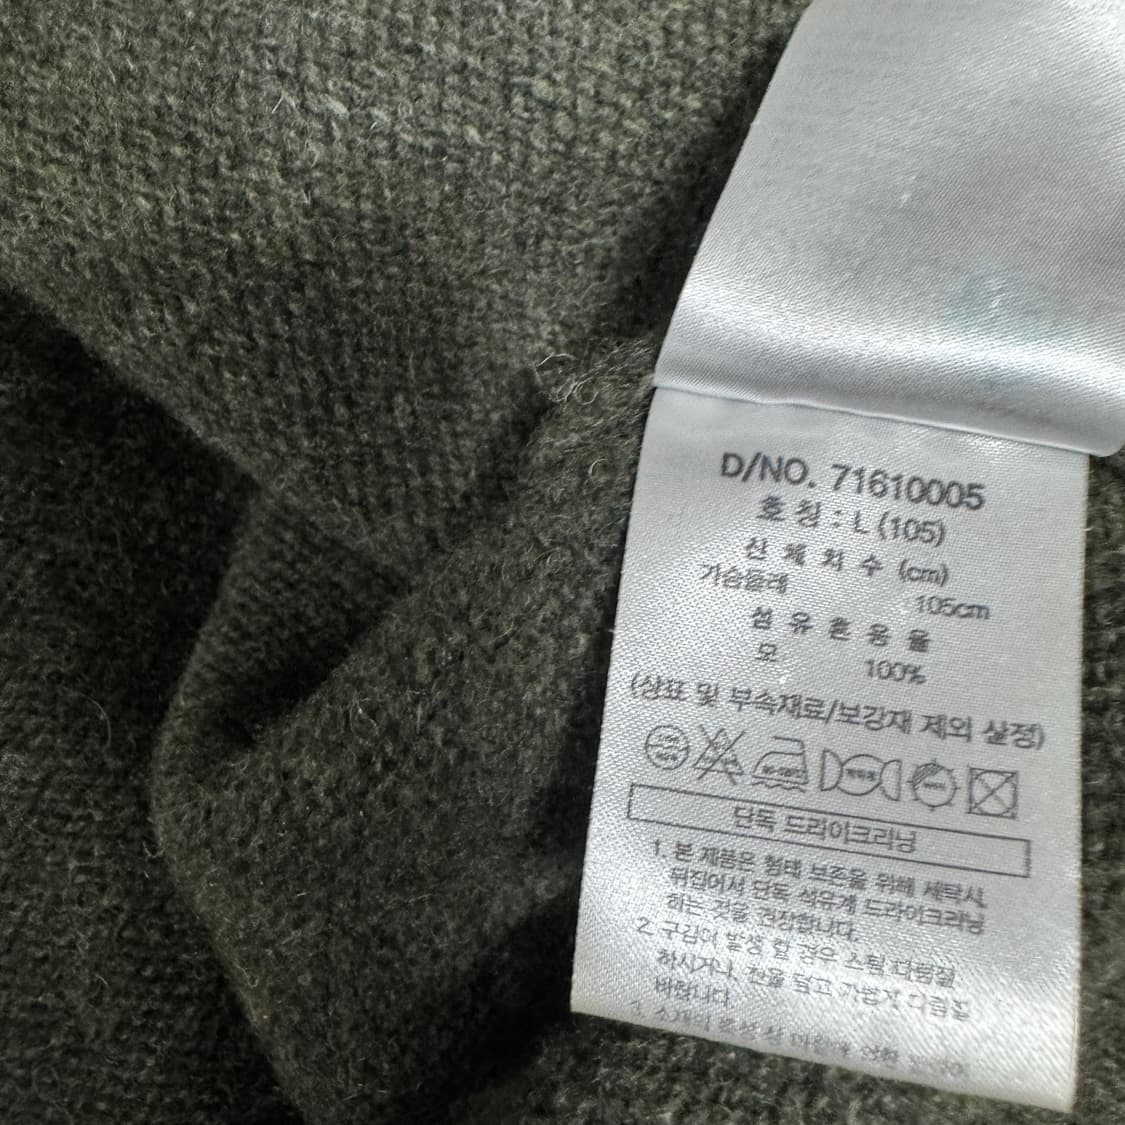 D/NO. 71610005
호 칭 : L (105)
신 체 치 수 (cm)
가슴둘레 105cm
섬 유 혼 용 율
모 100%
(상표 및 부속재료/보강재 제외 산정)
단독 드라이크리닝
1. 본 제품은 형태 보존을 위해 세탁시,
뒤집어서 단독 석유계 드라이크리닝
하는 것을 권장합니다.
2. 구김이 발생 할 경우 스팀 다림질
하시거나, 천을 덮고 가볍게 다림질
바랍니다.
3. 소재의